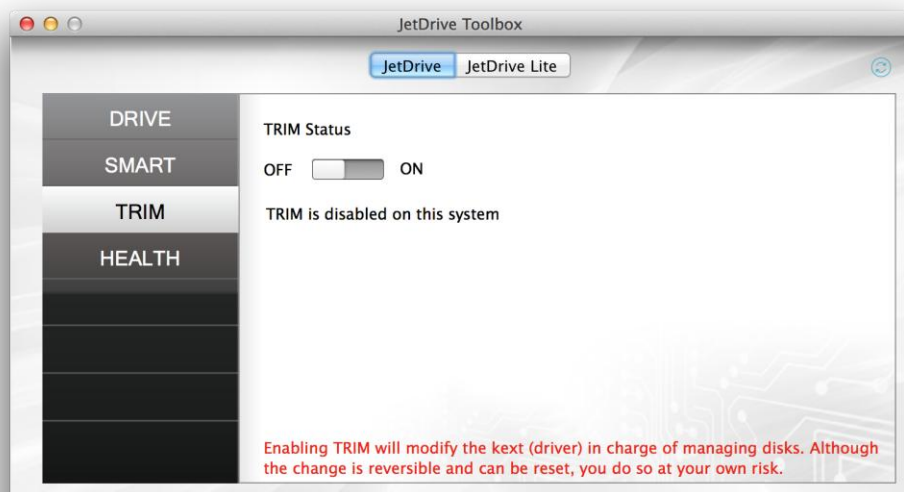 JetDrive Toolbox
JetDrive JetDrive Lite
DRIVE
SMART
TRIM
HEALTH
TRIM Status
OFF ON
TRIM is disabled on this system
Enabling TRIM will modify the kext (driver) in charge of managing disks. Although
the change is reversible and can be reset, you do so at your own risk.